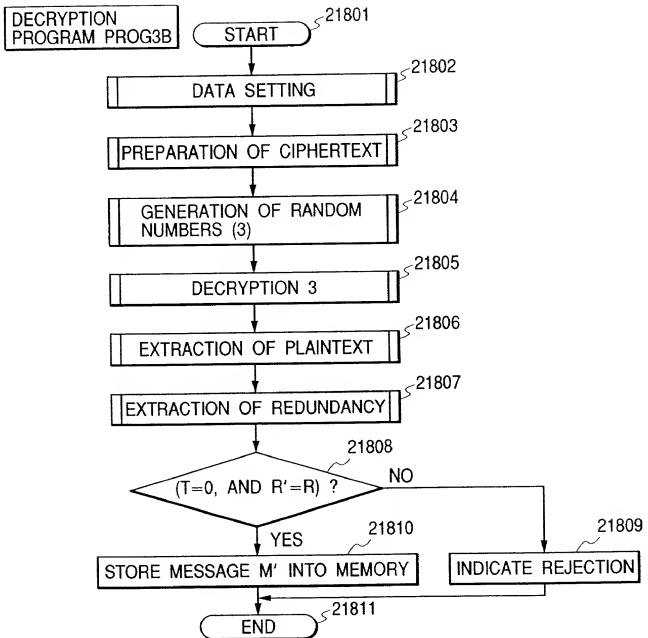 DECRYPTION
PROGRAM PROG3B
START
21801
DATA SETTING
21802
PREPARATION OF CIPHERTEXT
21803
GENERATION OF RANDOM
NUMBERS (3)
21804
DECRYPTION 3
21805
EXTRACTION OF PLAINTEXT
21806
EXTRACTION OF REDUNDANCY
21807
(T=0, AND R'=R) ?
21808
NO
YES
STORE MESSAGE M' INTO MEMORY
21810
INDICATE REJECTION
21809
END
21811